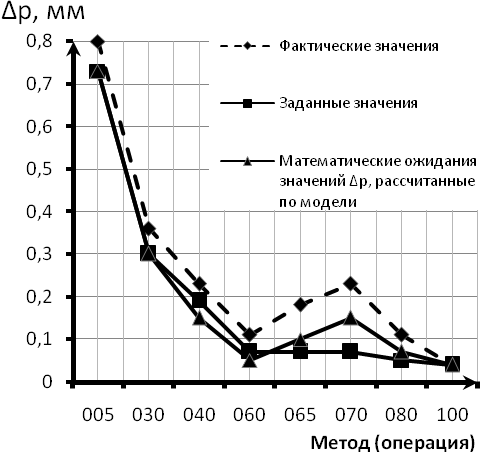 Δр, мм
0,8
0,7
0,6
0,5
0,4
0,3
0,2
0,1
0
Фактические значения
Заданные значения
Математические ожидания
значений Δр, рассчитанные
по модели
005 030 040 060 065 070 080 100
Метод (операция)